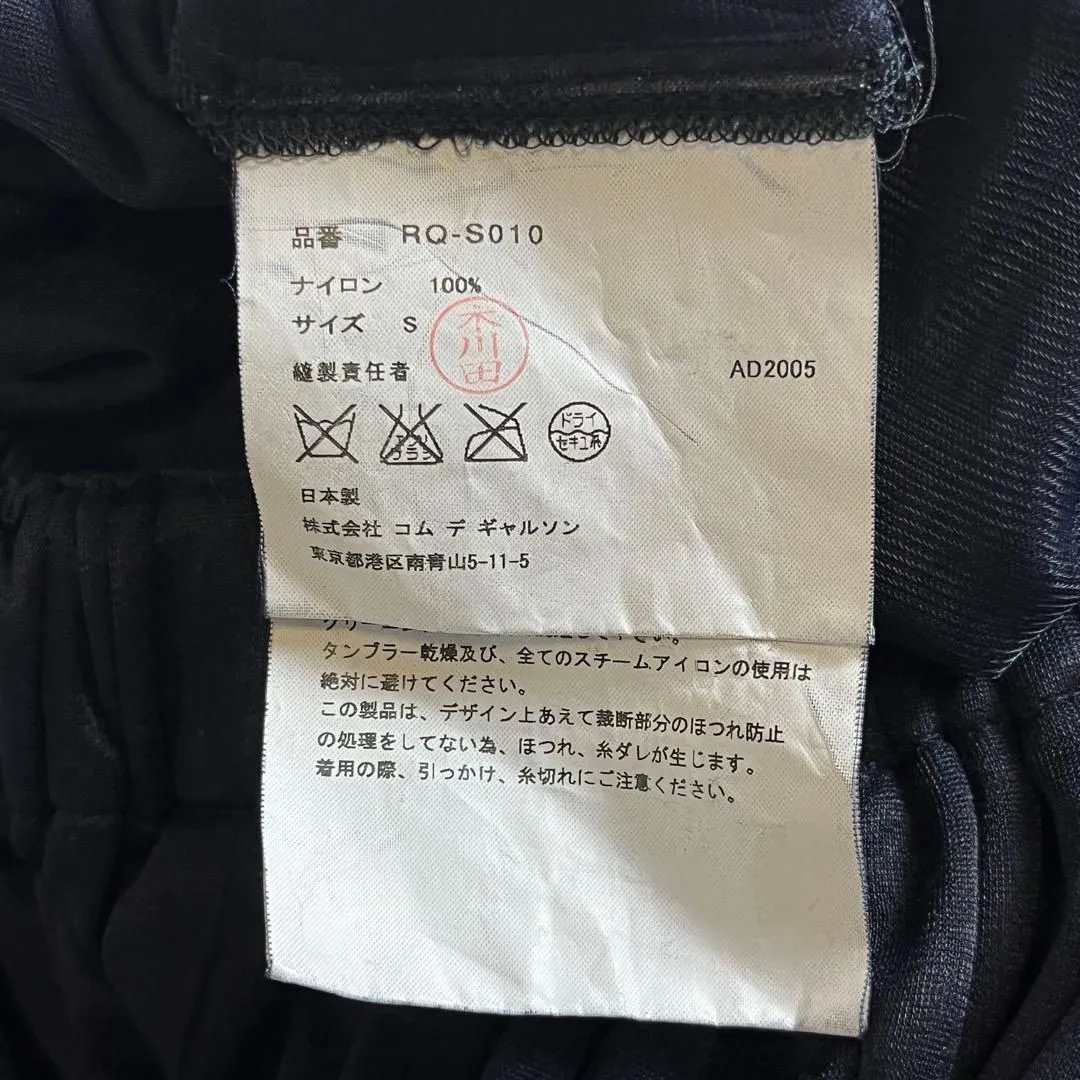 品番 RQ-S010
ナイロン 100%
サイズ S
縫製責任者
AD2005
ドライ
セキユ系
日本製
株式会社 コム デ ギャルソン
東京都港区南青山5-11-5
タンブラー乾燥及び、全てのスチームアイロンの使用は
絶対に避けてください。
この製品は、デザイン上あえて裁断部分のほつれ防止
の処理をしてない為、ほつれ、糸ダレが生じます。
着用の際、引っかけ、糸切れにご注意ください。